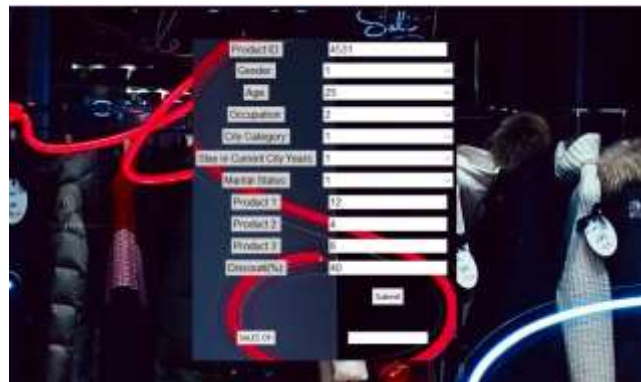 Product ID 4531
Gender 1
Age 25
Occupation 2
City Category 1
Stay in Current City Years 1
Marital Status 1
Product 1 12
Product 2 4
Product 3 6
Discount(%) 40
Submit